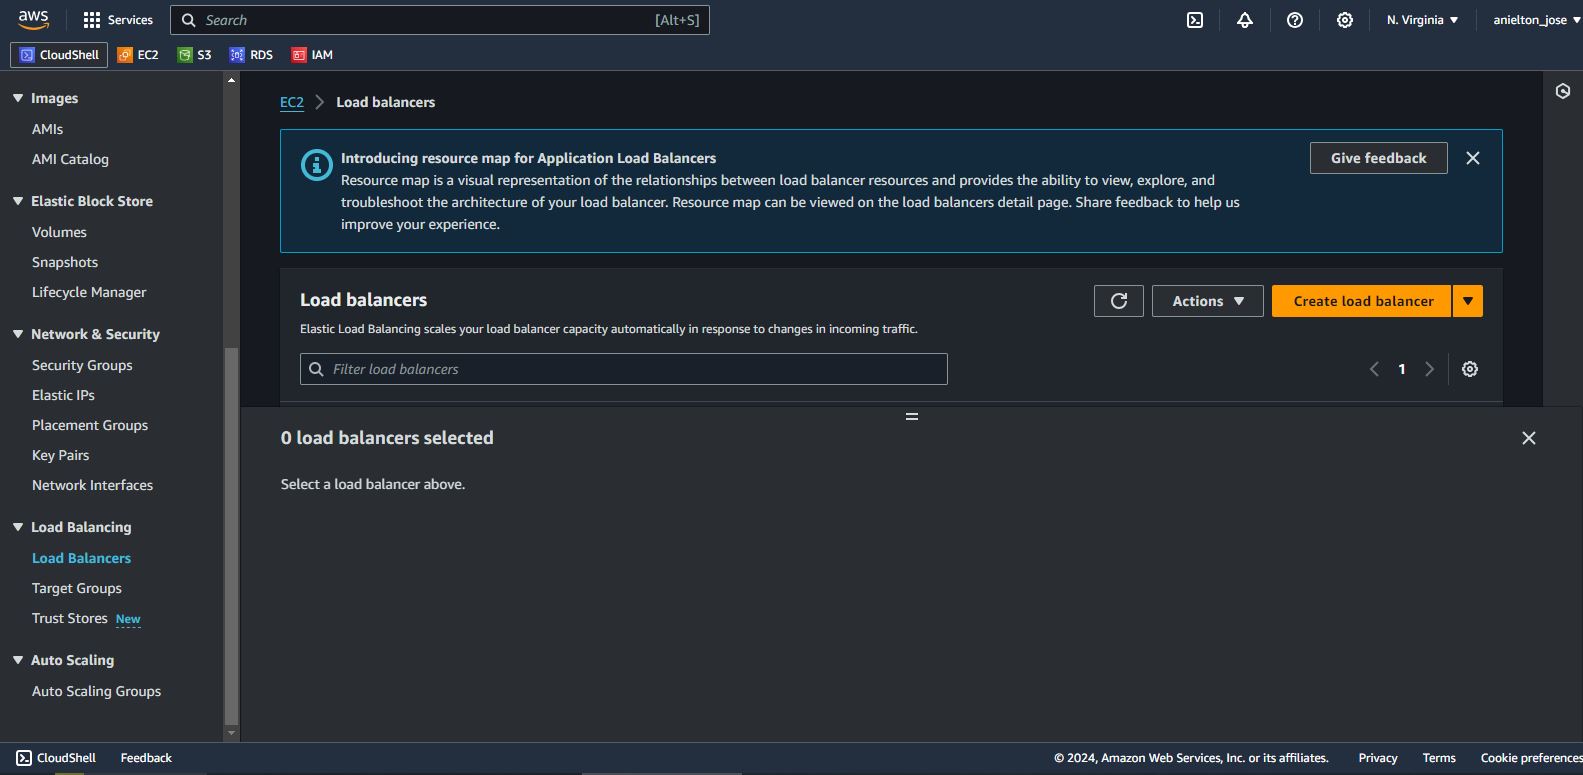 aws
Services
Search
[Alt+S]
N. Virginia
anielton_jose
CloudShell
EC2
S3
RDS
IAM
Images
AMIs
AMI Catalog
Elastic Block Store
Volumes
Snapshots
Lifecycle Manager
Network & Security
Security Groups
Elastic IPs
Placement Groups
Key Pairs
Network Interfaces
Load Balancing
Load Balancers
Target Groups
Trust Stores New
Auto Scaling
Auto Scaling Groups
EC2 > Load balancers
Introducing resource map for Application Load Balancers
Resource map is a visual representation of the relationships between load balancer resources and provides the ability to view, explore, and
troubleshoot the architecture of your load balancer. Resource map can be viewed on the load balancers detail page. Share feedback to help us
improve your experience.
Give feedback
Load balancers
Elastic Load Balancing scales your load balancer capacity automatically in response to changes in incoming traffic.
Actions
Create load balancer
Filter load balancers
1
0 load balancers selected
Select a load balancer above.
CloudShell
Feedback
© 2024, Amazon Web Services, Inc. or its affiliates.
Privacy
Terms
Cookie preferences